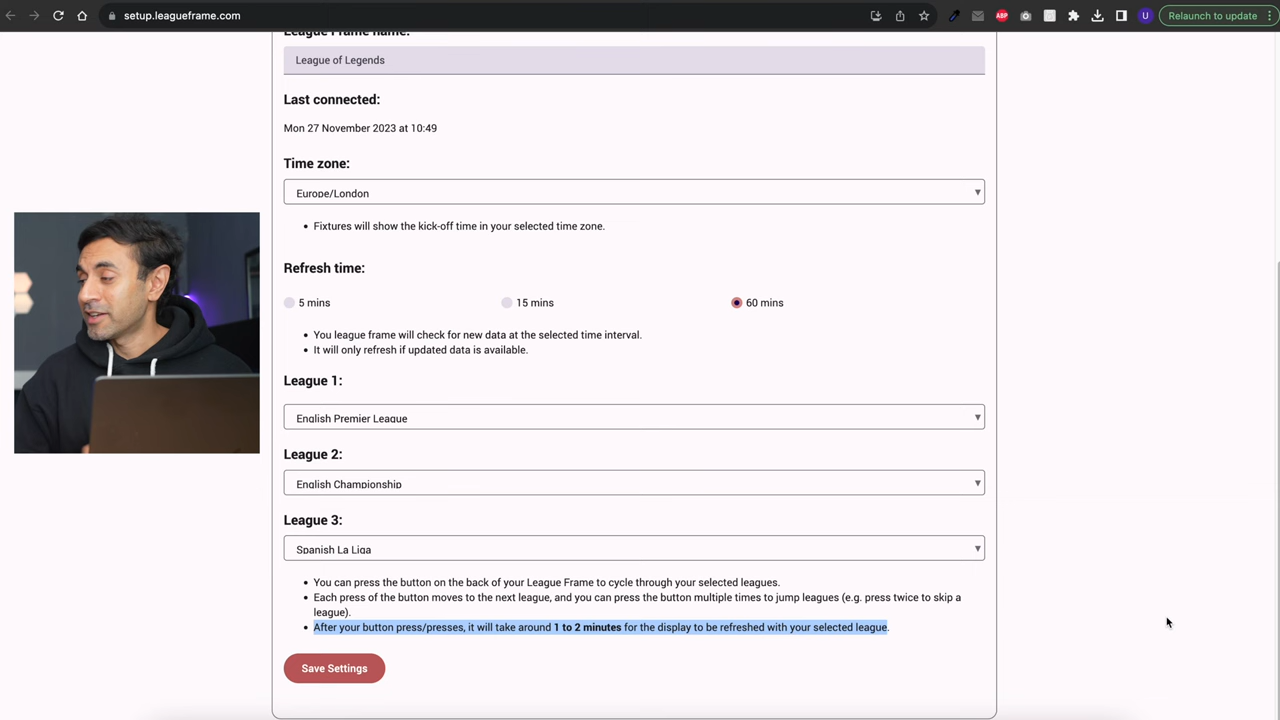 setup.leagueframe.com
ABP
U
Relaunch to update
League Frame name:
League of Legends
Last connected:
Mon 27 November 2023 at 10:49
Time zone:
Europe/London
Fixtures will show the kick-off time in your selected time zone.
Refresh time:
5 mins
15 mins
60 mins
You league frame will check for new data at the selected time interval.
It will only refresh if updated data is available.
League 1:
English Premier League
League 2:
English Championship
League 3:
Spanish La Liga
You can press the button on the back of your League Frame to cycle through your selected leagues.
Each press of the button moves to the next league, and you can press the button multiple times to jump leagues (e.g. press twice to skip a
league).
After your button press/presses, it will take around 1 to 2 minutes for the display to be refreshed with your selected league.
Save Settings